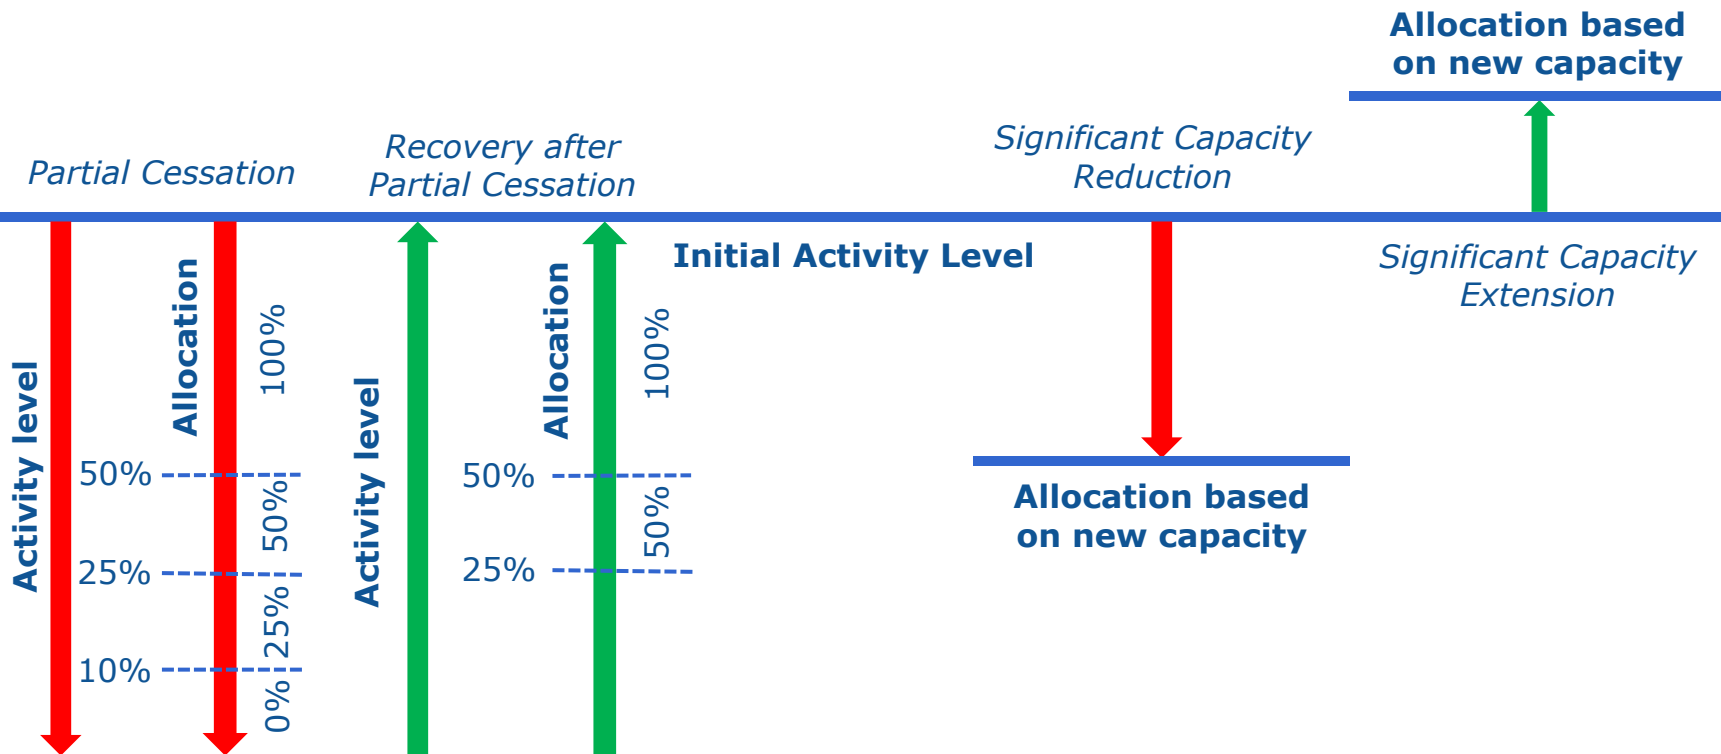 Allocation based
on new capacity
Partial Cessation
Recovery after
Partial Cessation
Significant Capacity
Reduction
Initial Activity Level
Significant Capacity
Extension
Activity level
Allocation
100%
50%
50%
25%
25%
10%
0%
Activity level
Allocation
100%
50%
50%
25%
Allocation based
on new capacity